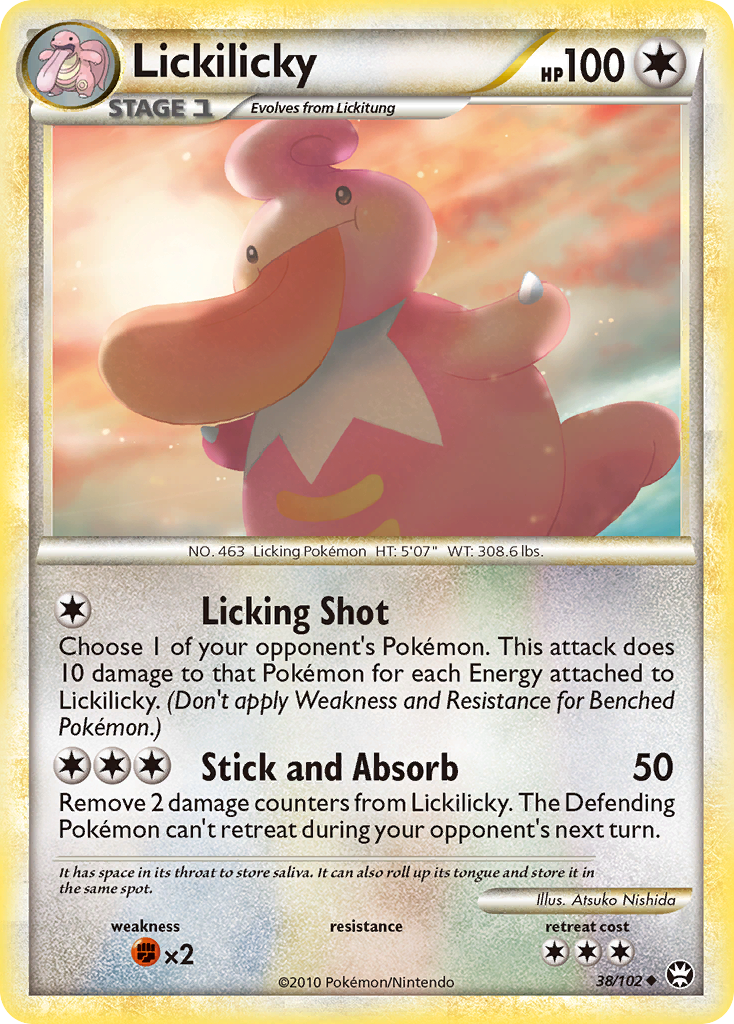 Lickilicky
HP100
STAGE 1
Evolves from Lickitung
NO. 463 Licking Pokémon HT: 5'07" WT: 308.6 lbs.
Licking Shot
Choose 1 of your opponent's Pokémon. This attack does
10 damage to that Pokémon for each Energy attached to
Lickilicky. (Don't apply Weakness and Resistance for Benched
Pokémon.)
Stick and Absorb 50
Remove 2 damage counters from Lickilicky. The Defending
Pokémon can't retreat during your opponent's next turn.
It has space in its throat to store saliva. It can also roll up its tongue and store it in
the same spot.
Illus. Atsuko Nishida
weakness resistance retreat cost
×2
©2010 Pokémon/Nintendo
38/102